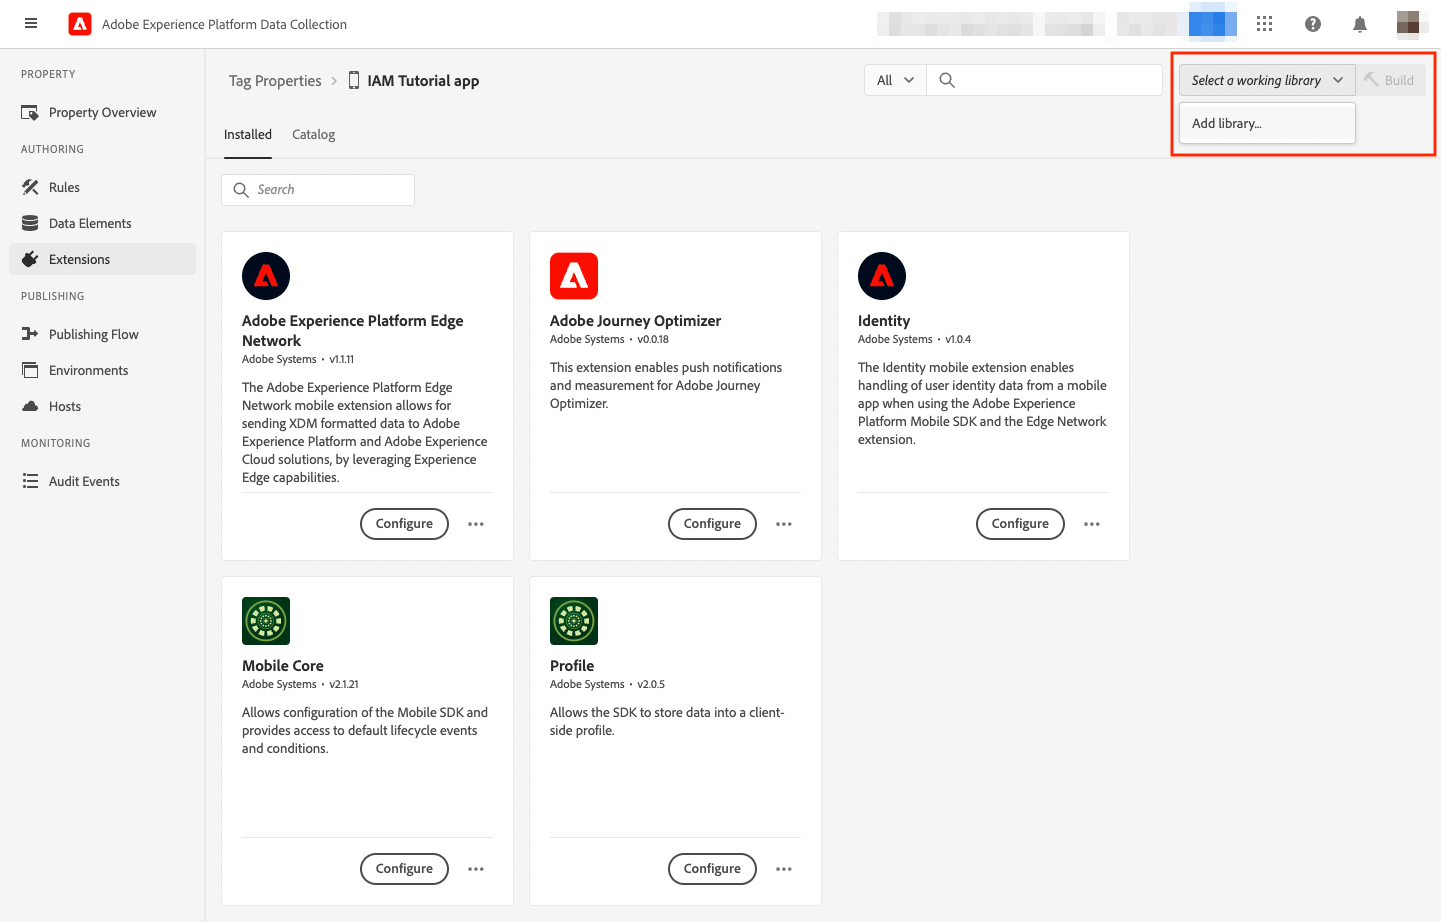 Adobe Experience Platform Data Collection
PROPERTY
Property Overview
AUTHORING
Rules
Data Elements
Extensions
PUBLISHING
Publishing Flow
Environments
Hosts
MONITORING
Audit Events
Tag Properties > IAM Tutorial app
All
Select a working library
Build
Add library...
Installed
Catalog
Search
Adobe Experience Platform Edge
Network
Adobe Systems • v1.1.11
The Adobe Experience Platform Edge
Network mobile extension allows for
sending XDM formatted data to Adobe
Experience Platform and Adobe Experience
Cloud solutions, by leveraging Experience
Edge capabilities.
Configure
Adobe Journey Optimizer
Adobe Systems • v0.0.18
This extension enables push notifications
and measurement for Adobe Journey
Optimizer.
Configure
Identity
Adobe Systems • v1.0.4
The Identity mobile extension enables
handling of user identity data from a mobile
app when using the Adobe Experience
Platform Mobile SDK and the Edge Network
extension.
Configure
Mobile Core
Adobe Systems • v2.1.21
Allows configuration of the Mobile SDK and
provides access to default lifecycle events
and conditions.
Configure
Profile
Adobe Systems • v2.0.5
Allows the SDK to store data into a client-
side profile.
Configure